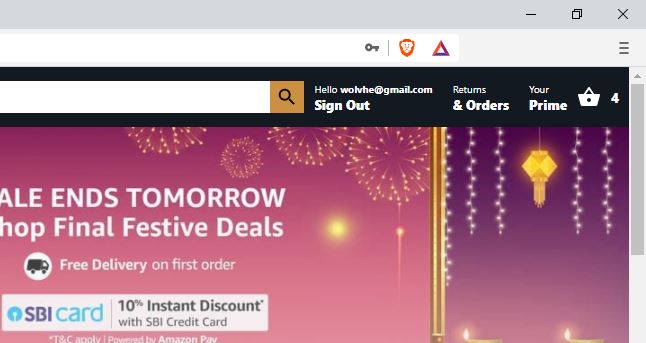 Hello wolvhe@gmail.com
Sign Out
Returns
& Orders
Your
Prime
4
ALE ENDS TOMORROW
hop Final Festive Deals
Free Delivery on first order
SBI card
10% Instant Discount*
with SBI Credit Card
*T&C apply | Powered by Amazon Pay